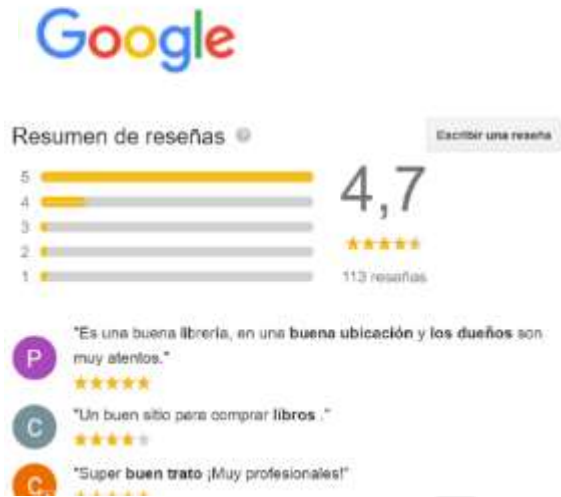 Google
Resumen de reseñas
Escribir una reseña
5
4
3
2
1
4,7
113 reseñas
P
"Es una buena librería, en una buena ubicación y los dueños son
muy atentos."
C
"Un buen sitio para comprar libros ."
C
"Super buen trato ¡Muy profesionales!"